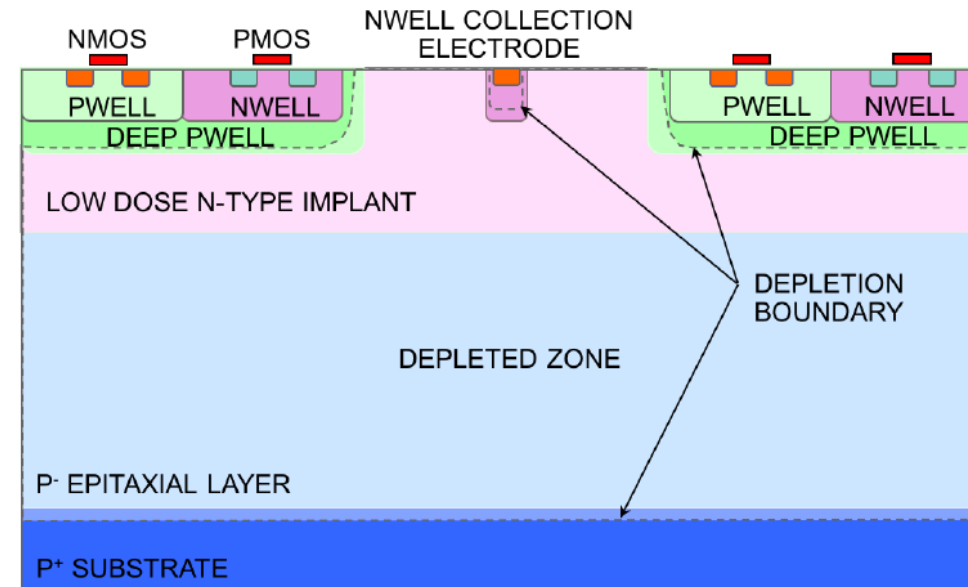 NWELL COLLECTION
ELECTRODE
NMOS
PMOS
PWELL
NWELL
DEEP PWELL
PWELL
NWELL
DEEP PWELL
LOW DOSE N-TYPE IMPLANT
DEPLETION
BOUNDARY
DEPLETED ZONE
P⁻ EPITAXIAL LAYER
P⁺ SUBSTRATE